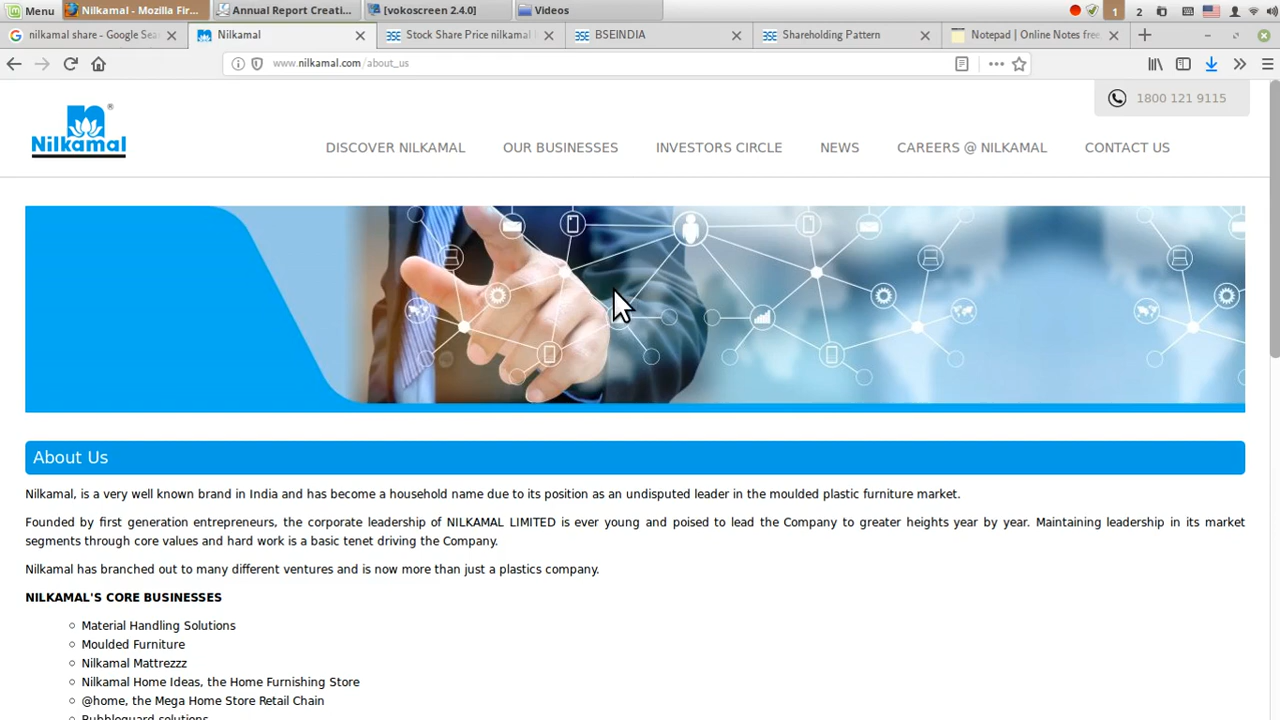 Menu
Nilkamal - Mozilla Fir...
Annual Report Creati...
[vokoscreen 2.4.0]
Videos
1
2
nilkamal share - Google Sea
Nilkamal
Stock Share Price nilkamal
BSEINDIA
Shareholding Pattern
Notepad | Online Notes free
www.nilkamal.com/about_us
1800 121 9115
Nilkamal
DISCOVER NILKAMAL
OUR BUSINESSES
INVESTORS CIRCLE
NEWS
CAREERS @ NILKAMAL
CONTACT US
About Us
Nilkamal, is a very well known brand in India and has become a household name due to its position as an undisputed leader in the moulded plastic furniture market.
Founded by first generation entrepreneurs, the corporate leadership of NILKAMAL LIMITED is ever young and poised to lead the Company to greater heights year by year. Maintaining leadership in its market
segments through core values and hard work is a basic tenet driving the Company.
Nilkamal has branched out to many different ventures and is now more than just a plastics company.
NILKAMAL'S CORE BUSINESSES
Material Handling Solutions
Moulded Furniture
Nilkamal Mattrezzz
Nilkamal Home Ideas, the Home Furnishing Store
@home, the Mega Home Store Retail Chain
Bubbleguard solutions